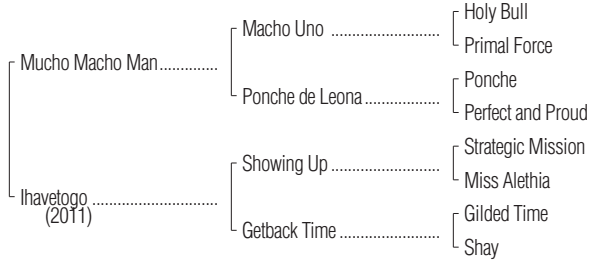 Holy Bull
Macho Uno ..................
Primal Force
Mucho Macho Man..............
Ponche
Ponche de Leona..................
Perfect and Proud
Strategic Mission
Showing Up ..................
Miss Alethia
Ihavetogo ..........................
(2011)
Gilded Time
Getback Time ........................
Shay